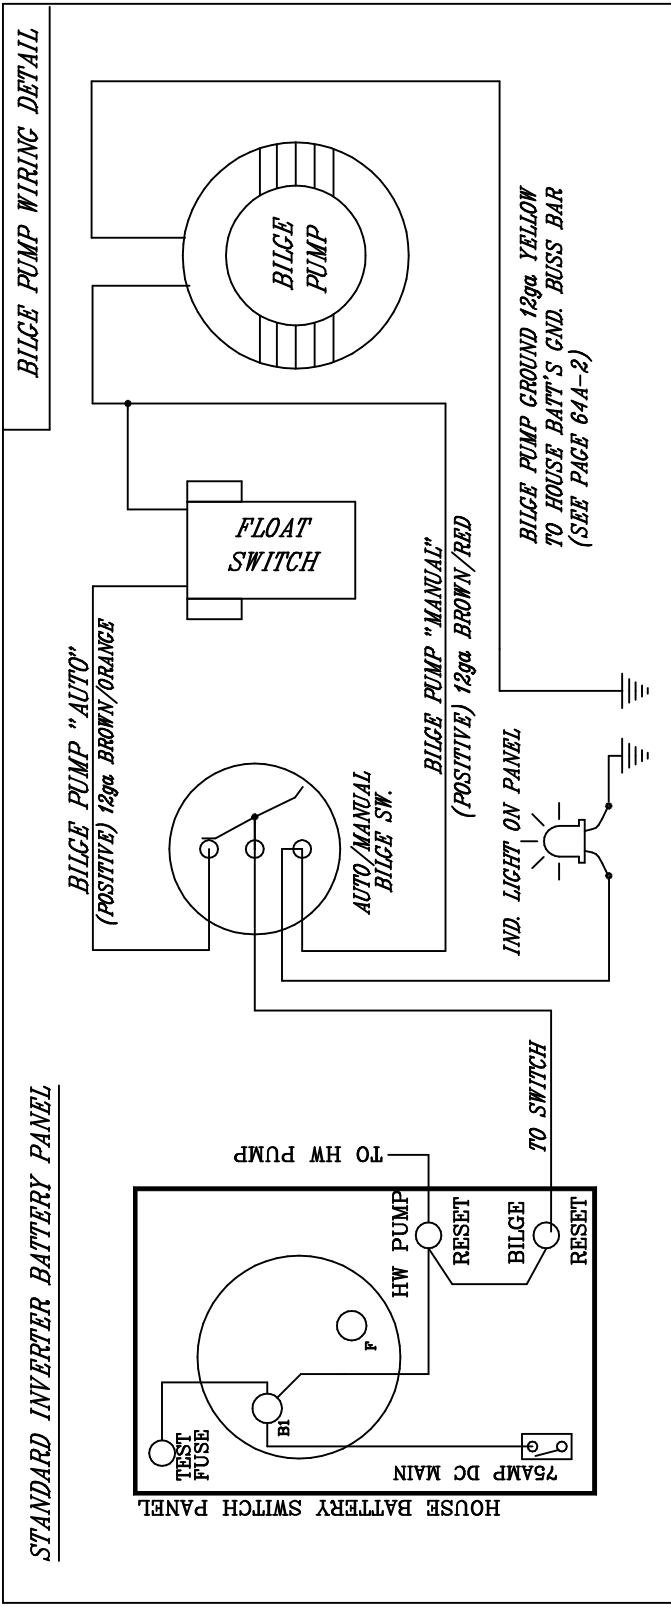 STANDARD INVERTER BATTERY PANEL
BILGE PUMP WIRING DETAIL
HOUSE BATTERY SWITCH PANEL
TEST
FUSE
B1
F
75AMP DC MAIN
HW PUMP
RESET
BILGE
RESET
TO HW PUMP
TO SWITCH
BILGE PUMP "AUTO"
(POSITIVE) 12ga BROWN/ORANGE
AUTO/MANUAL
BILGE SW.
IND. LIGHT ON PANEL
FLOAT
SWITCH
BILGE PUMP "MANUAL"
(POSITIVE) 12ga BROWN/RED
BILGE
PUMP
BILGE PUMP GROUND 12ga YELLOW
TO HOUSE BATT'S GND. BUSS BAR
(SEE PAGE 64A-2)